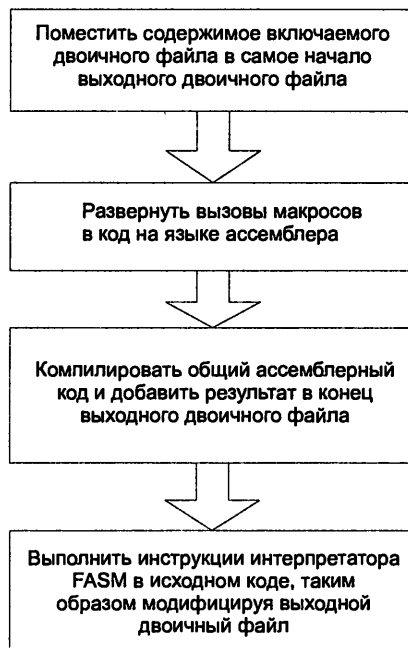 Поместить содержимое включаемого
двоичного файла в самое начало
выходного двоичного файла
Развернуть вызовы макросов
в код на языке ассемблера
Компилировать общий ассемблерный
код и добавить результат в конец
выходного двоичного файла
Выполнить инструкции интерпретатора
FASM в исходном коде, таким
образом модифицируя выходной
двоичный файл